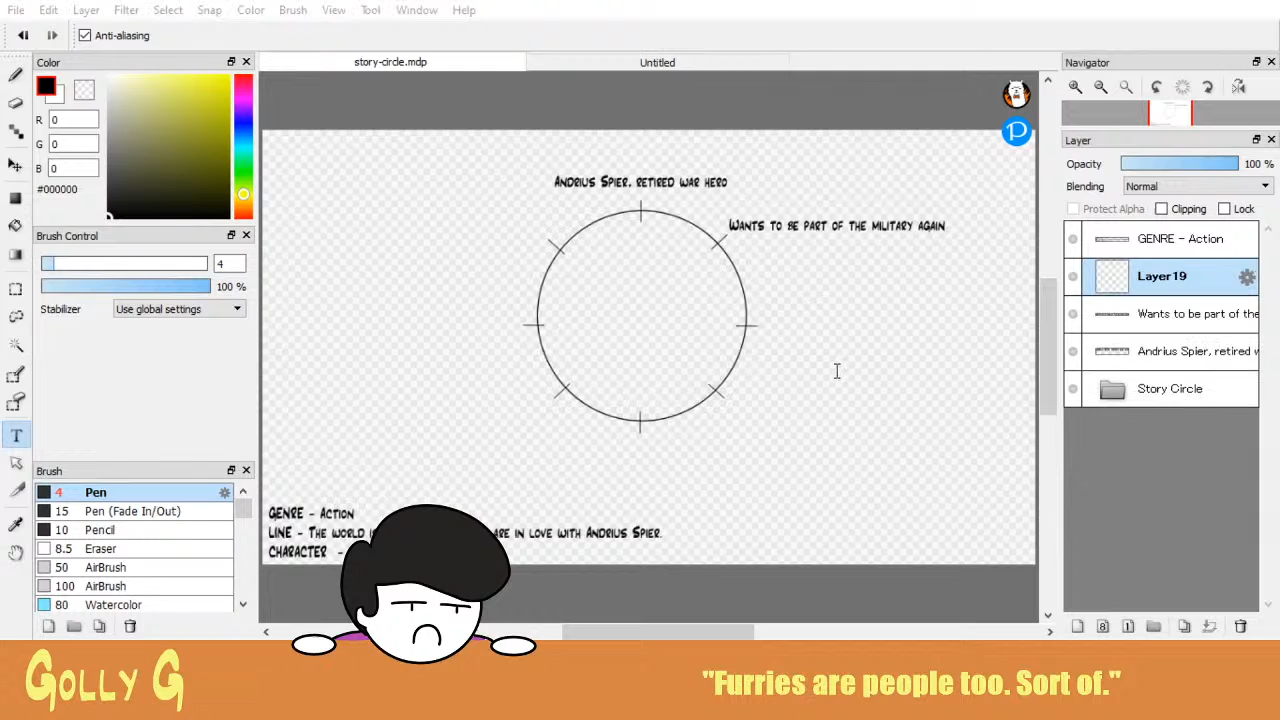 File Edit Layer Filter Select Snap Color Brush View Tool Window Help
Anti-aliasing
Color
story-circle.mdp
Untitled
Navigator
R 0
G 0
B 0
#000000
Brush Control
4
100 %
Stabilizer Use global settings
Brush
4 Pen
15 Pen (Fade In/Out)
10 Pencil
8.5 Eraser
50 AirBrush
100 AirBrush
80 Watercolor
T
Andrius Spier, retired war hero
Wants to be part of the military again
GENRE - Action
LINE - The world are in love with Andrius Spier.
CHARACTER -
P
Layer
Opacity 100 %
Blending Normal
Protect Alpha Clipping Lock
GENRE - Action
Layer19
Wants to be part of the
Andrius Spier, retired w
Story Circle
8 1
Golly G
"Furries are people too. Sort of."